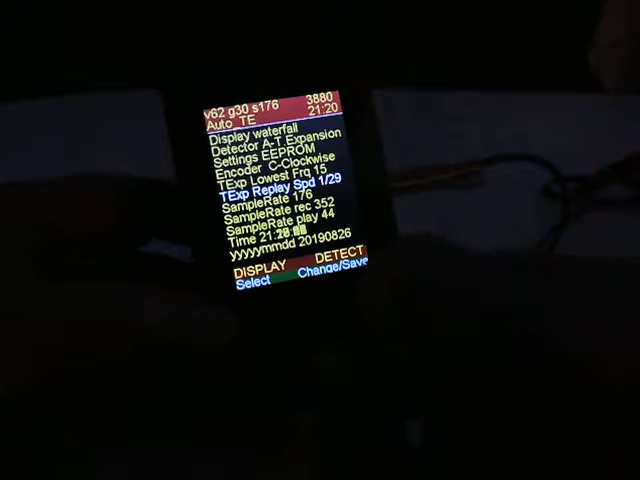 v62 g30 s176 3880
Auto TE 21:20
Display waterfall
Detector A-T.Expansion
Settings EEPROM
Encoder C-Clockwise
TExp Lowest Frq 15
TExp Replay Spd 1/29
SampleRate 176
SampleRate rec 352
SampleRate play 44
Time 21:
yyyymmdd 20190826
DISPLAY DETECT
Select Change/Save